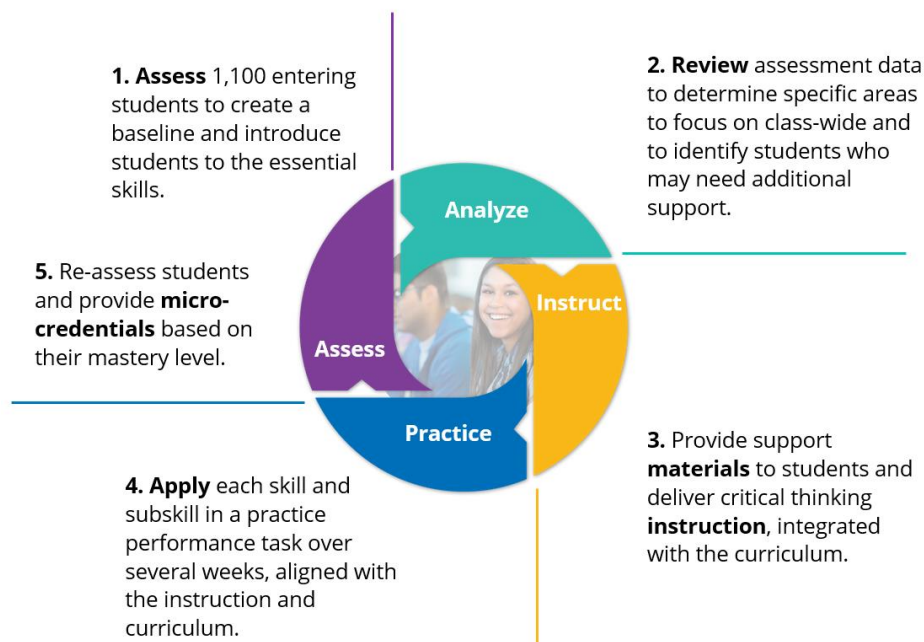 1. Assess 1,100 entering
students to create a
baseline and introduce
students to the essential
skills.
2. Review assessment data
to determine specific areas
to focus on class-wide and
to identify students who
may need additional
support.
Analyze
Instruct
Assess
Practice
5. Re-assess students
and provide micro-
credentials based on
their mastery level.
3. Provide support
materials to students and
deliver critical thinking
instruction, integrated
with the curriculum.
4. Apply each skill and
subskill in a practice
performance task over
several weeks, aligned with
the instruction and
curriculum.